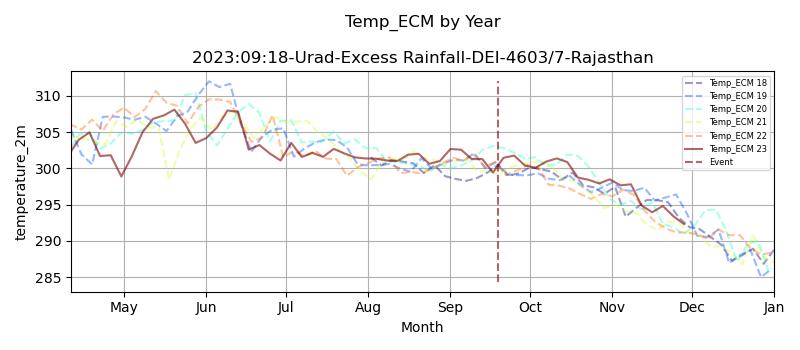 Temp_ECM by Year
2023:09:18-Urad-Excess Rainfall-DEI-4603/7-Rajasthan
temperature_2m
310
305
300
295
290
285
Temp_ECM 18
Temp_ECM 19
Temp_ECM 20
Temp_ECM 21
Temp_ECM 22
Temp_ECM 23
Event
May Jun Jul Aug Sep Oct Nov Dec Jan
Month